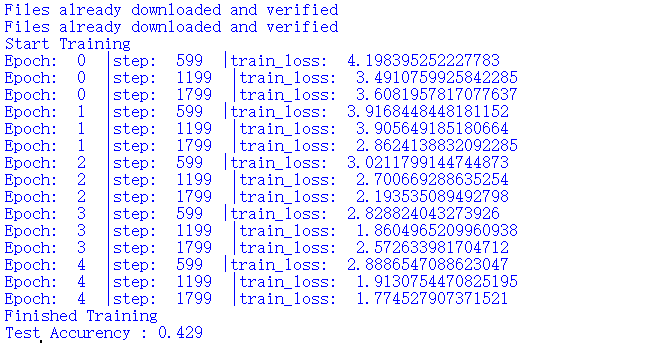 Files already downloaded and verified
Files already downloaded and verified
Start Training
Epoch:  0  |step:  599  |train_loss:  4.198395252227783
Epoch:  0  |step:  1199  |train_loss:  3.4910759925842285
Epoch:  0  |step:  1799  |train_loss:  3.6081957817077637
Epoch:  1  |step:  599  |train_loss:  3.9168448448181152
Epoch:  1  |step:  1199  |train_loss:  3.905649185180664
Epoch:  1  |step:  1799  |train_loss:  2.8624138832092285
Epoch:  2  |step:  599  |train_loss:  3.0211799144744873
Epoch:  2  |step:  1199  |train_loss:  2.700669288635254
Epoch:  2  |step:  1799  |train_loss:  2.193535089492798
Epoch:  3  |step:  599  |train_loss:  2.828824043273926
Epoch:  3  |step:  1199  |train_loss:  1.8604965209960938
Epoch:  3  |step:  1799  |train_loss:  2.572633981704712
Epoch:  4  |step:  599  |train_loss:  2.8886547088623047
Epoch:  4  |step:  1199  |train_loss:  1.9130754470825195
Epoch:  4  |step:  1799  |train_loss:  1.774527907371521
Finished Training
Test Accurency : 0.429